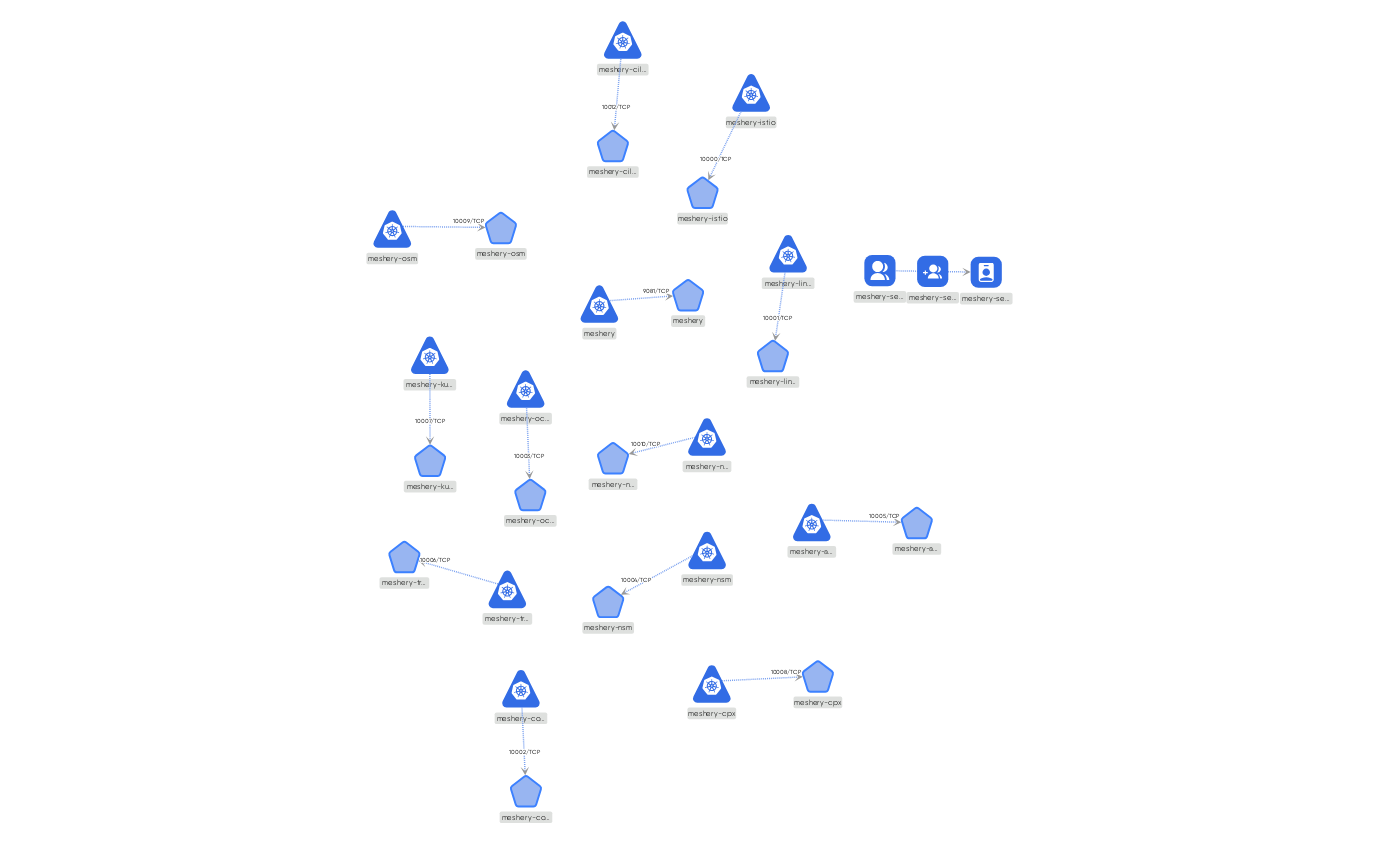 meshery-cil...
10012/TCP
meshery-cil...
meshery-istio
10000/TCP
meshery-istio
10009/TCP
meshery-osm
meshery-osm
meshery-lin...
10001/TCP
meshery-lin...
meshery-se...
meshery-se...
meshery-se...
9081/TCP
meshery
meshery
meshery-ku...
10007/TCP
meshery-ku...
meshery-oc...
10003/TCP
meshery-oc...
10010/TCP
meshery-n...
meshery-n...
10005/TCP
meshery-s...
meshery-s...
10006/TCP
meshery-tr...
meshery-tr...
meshery-nsm
10004/TCP
meshery-nsm
meshery-co...
10002/TCP
meshery-co...
10008/TCP
meshery-cpx
meshery-cpx